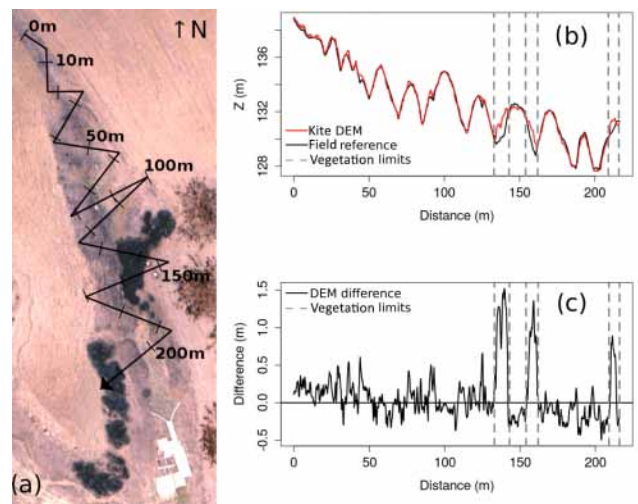 ↑N
0m
10m
50m
100m
150m
200m
(a)
(b)
Z (m)
136
132
128
Kite DEM
Field reference
Vegetation limits
0 50 100 150 200
Distance (m)
(c)
Difference (m)
1.5
1.0
0.5
0.0
-0.5
DEM difference
Vegetation limits
0 50 100 150 200
Distance (m)